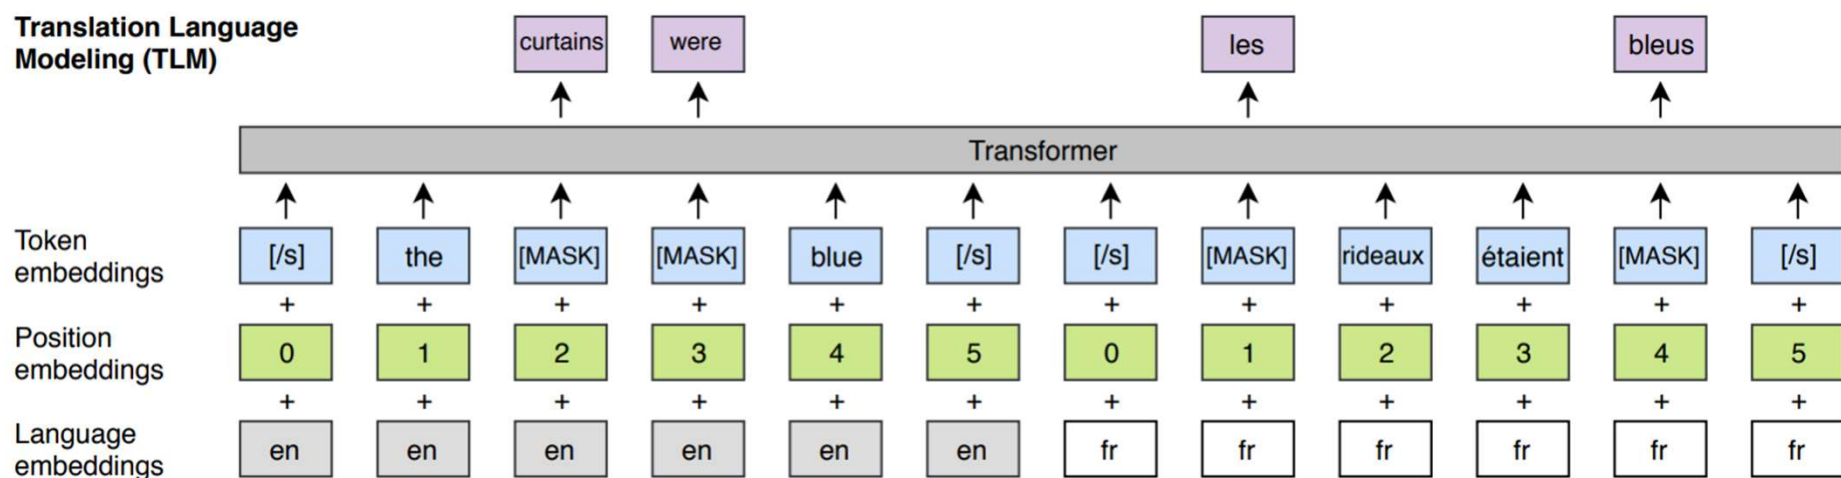 Translation Language
Modeling (TLM)
curtains were les bleus
Transformer
Token
embeddings
[/s] the [MASK] [MASK] blue [/s] [/s] [MASK] rideaux étaient [MASK] [/s]
+ + + + + + + + + + + +
Position
embeddings
0 1 2 3 4 5 0 1 2 3 4 5
+ + + + + + + + + + + +
Language
embeddings
en en en en en en fr fr fr fr fr fr